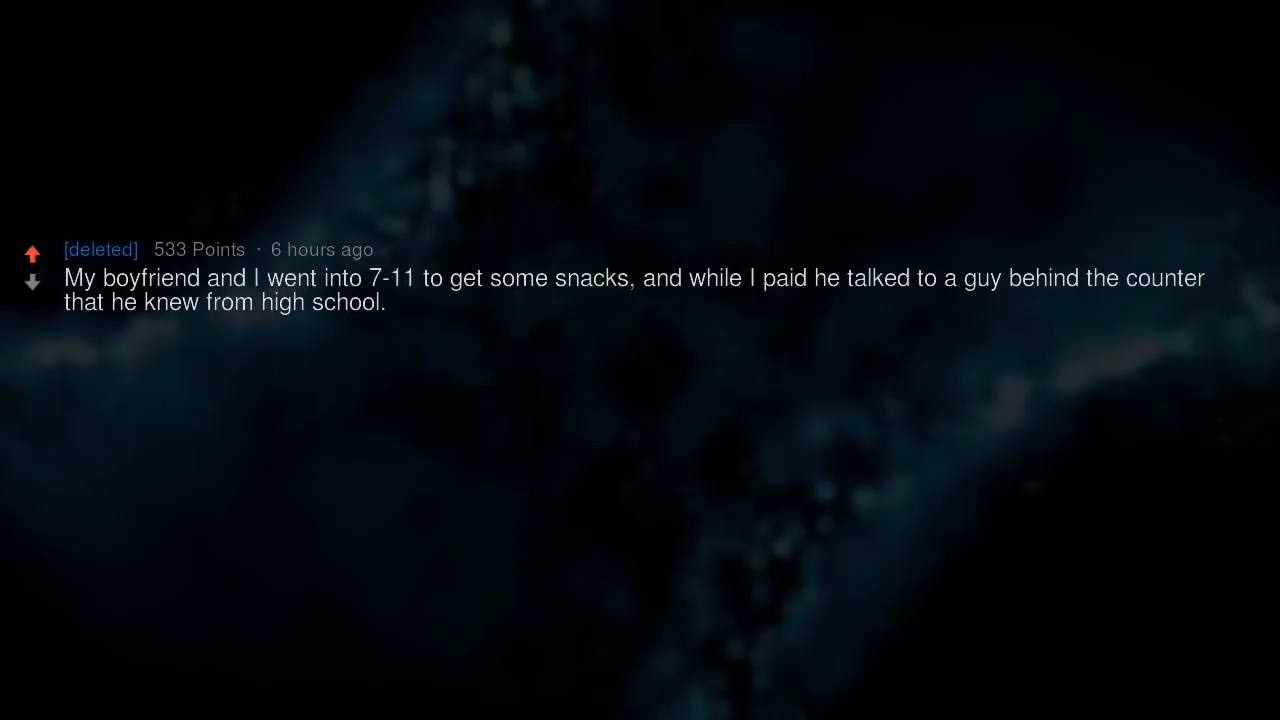 [deleted] 533 Points · 6 hours ago
My boyfriend and I went into 7-11 to get some snacks, and while I paid he talked to a guy behind the counter
that he knew from high school.